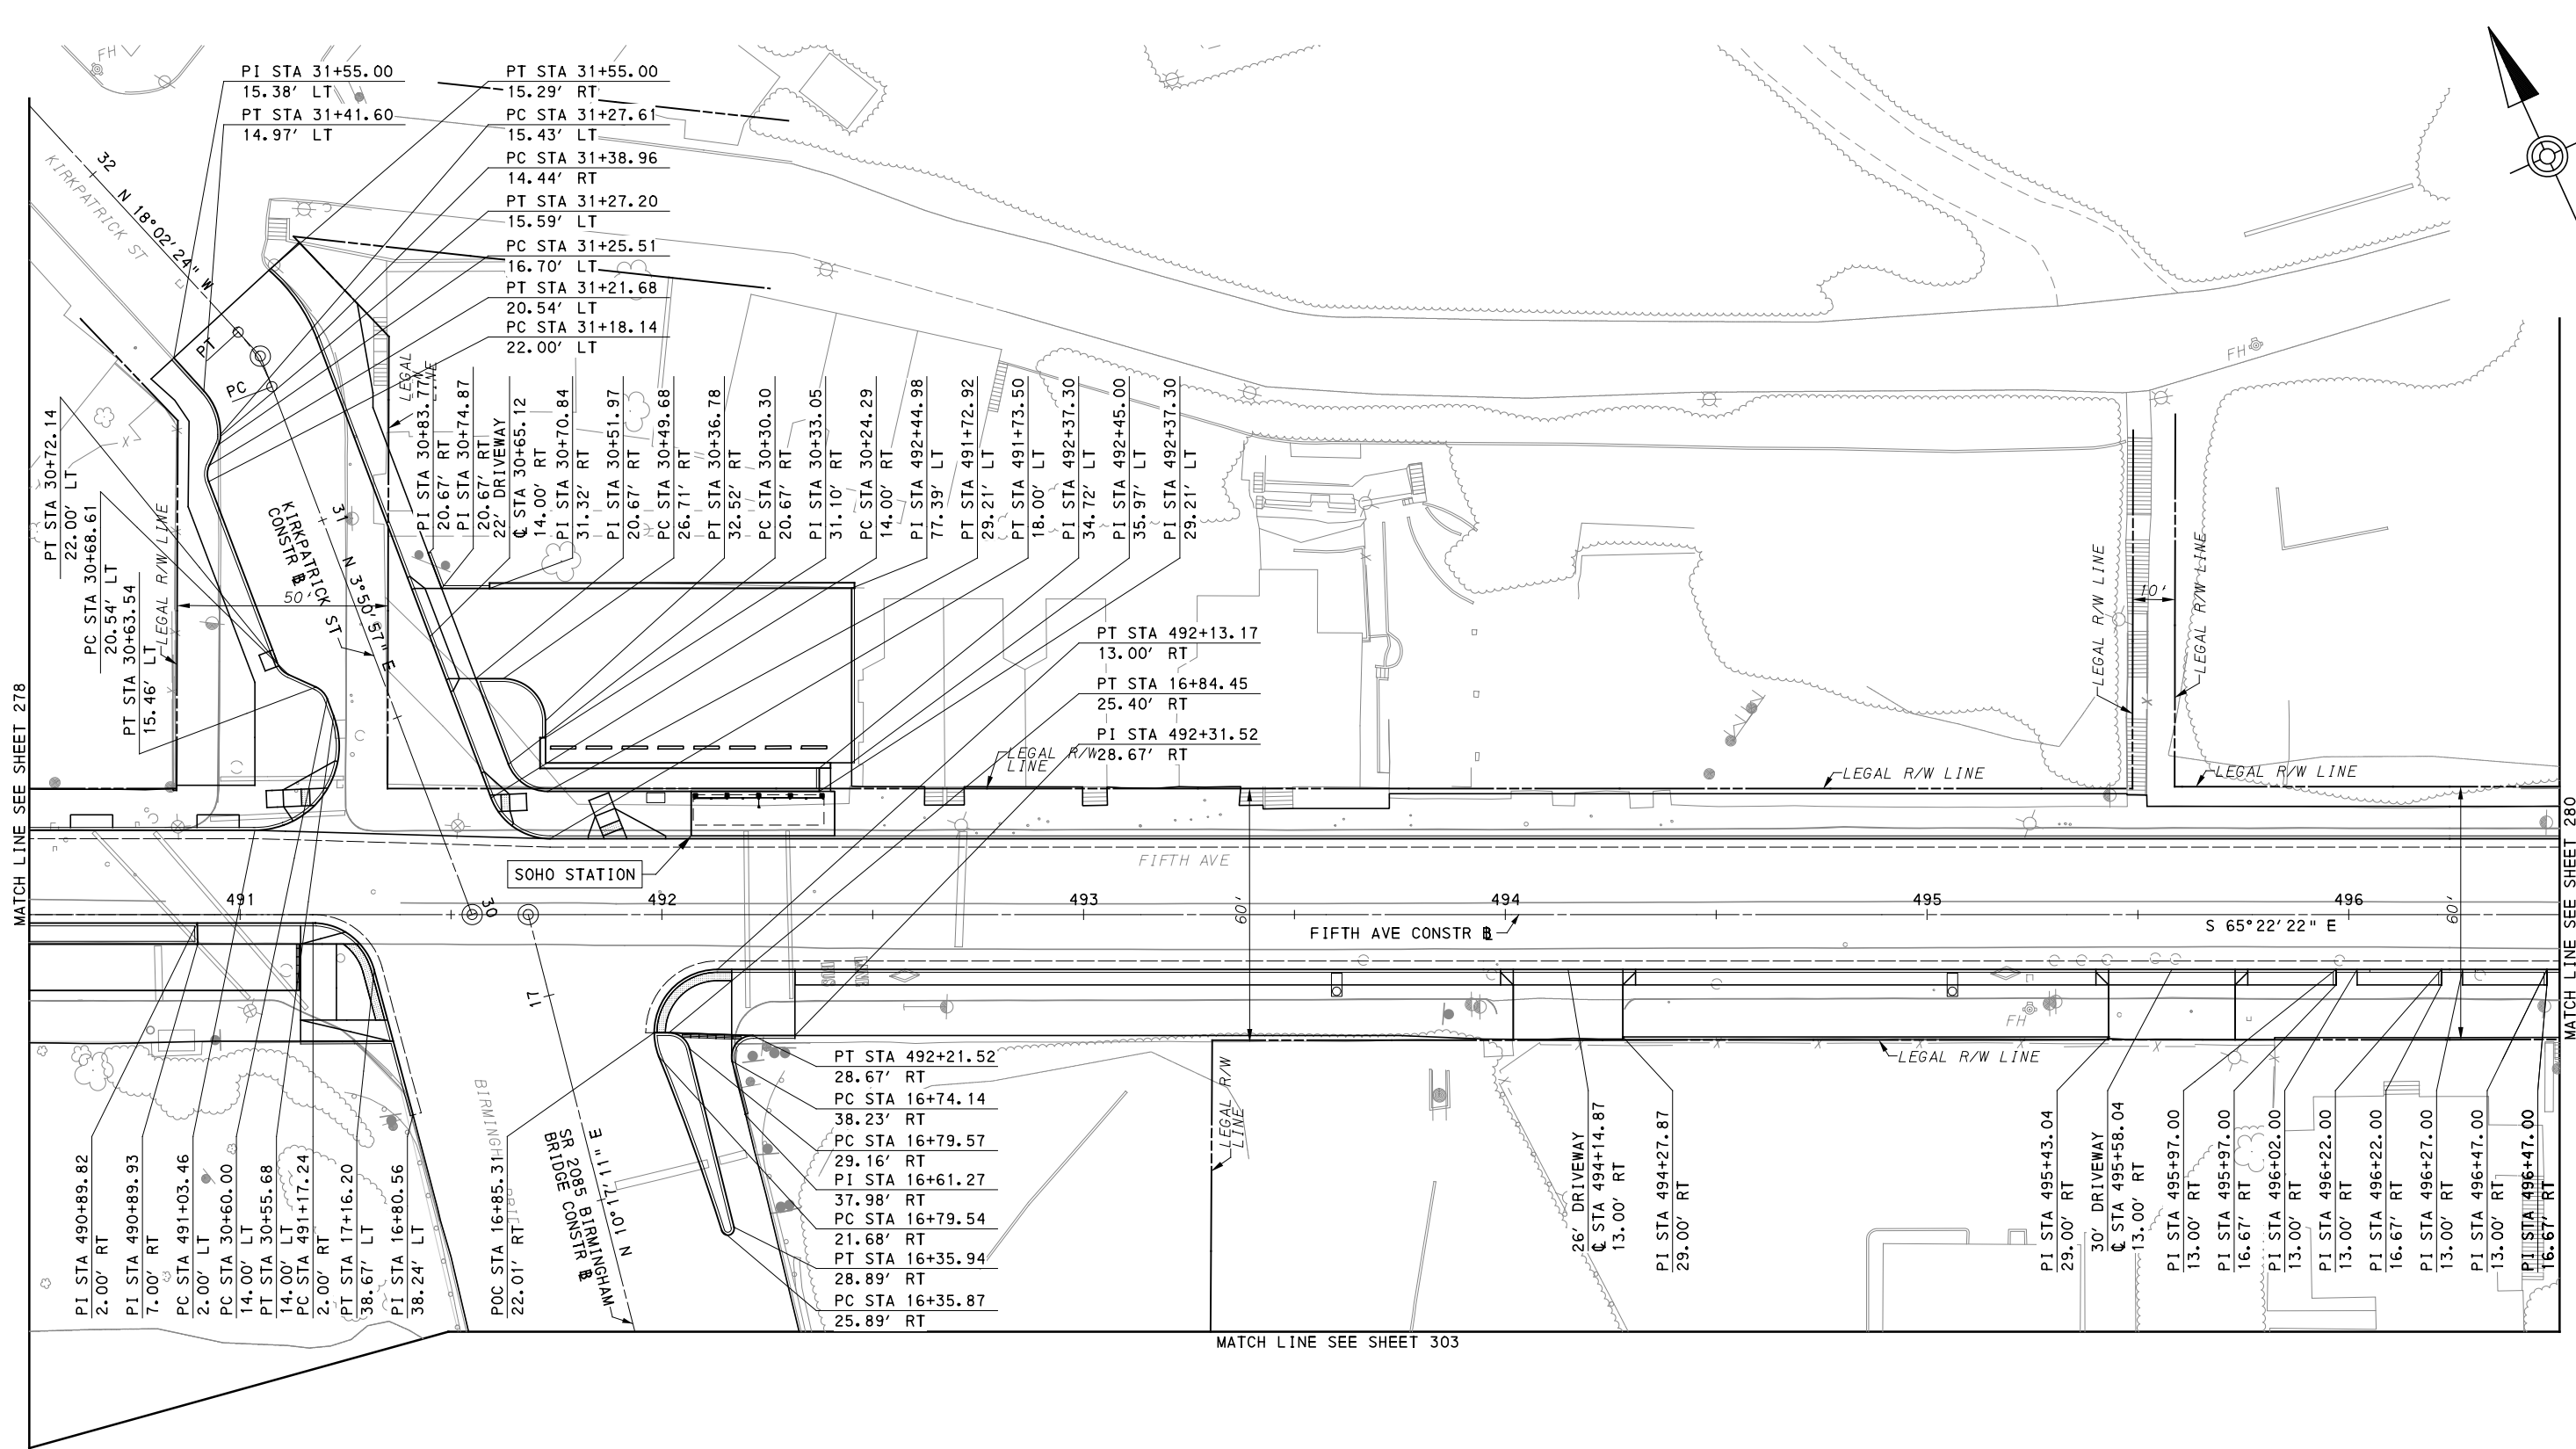 FH
PI STA 31+55.00
15.38' LT
PT STA 31+41.60
14.97' LT
PT STA 31+55.00
15.29' RT
PC STA 31+27.61
15.43' LT
PC STA 31+38.96
14.44' RT
PT STA 31+27.20
15.59' LT
PC STA 31+25.51
16.70' LT
PT STA 31+21.68
20.54' LT
PC STA 31+18.14
22.00' LT
32
N 18°02'24" W
KIRKPATRICK ST
PT
PC
LEGAL
LINE
FH
PT STA 30+72.14
22.00' LT
PC STA 30+68.61
20.54' LT
PT STA 30+63.54
15.46' LT
LEGAL R/W LINE
50'
31
KIRKPATRICK ST
CONSTR B
N 3°50'57" E
PI STA 30+83.77
20.67' RT
PI STA 30+74.87
20.67' RT
22' DRIVEWAY
℄ STA 30+65.12
14.00' RT
PI STA 30+70.84
31.32' RT
PI STA 30+51.97
20.67' RT
PC STA 30+49.68
26.71' RT
PT STA 30+36.78
32.52' RT
PC STA 30+30.30
20.67' RT
PI STA 30+33.05
31.10' RT
PC STA 30+24.29
14.00' RT
PI STA 492+44.98
77.39' LT
PT STA 491+72.92
29.21' LT
PT STA 491+73.50
18.00' LT
PI STA 492+37.30
34.72' LT
PI STA 492+45.00
35.97' LT
PI STA 492+37.30
29.21' LT
PT STA 492+13.17
13.00' RT
PT STA 16+84.45
25.40' RT
PI STA 492+31.52
28.67' RT
LEGAL R/W
LINE
LEGAL R/W LINE
LEGAL R/W LINE
10'
LEGAL R/W LINE
LEGAL R/W LINE
MATCH LINE SEE SHEET 278
MATCH LINE SEE SHEET 280
SOHO STATION
FIFTH AVE
491
30
492
493
494
495
496
60'
60'
FIFTH AVE CONSTR B
S 65°22'22" E
17
FH
LEGAL R/W LINE
LEGAL R/W
LINE
SR 2085 BIRMINGHAM
BRIDGE CONSTR B
N 10°17'11" E
PI STA 490+89.82
2.00' RT
PI STA 490+89.93
7.00' RT
PC STA 491+03.46
2.00' LT
PC STA 30+60.00
14.00' LT
PT STA 30+55.68
14.00' LT
PC STA 491+17.24
2.00' RT
PT STA 17+16.20
38.67' LT
PI STA 16+80.56
38.24' LT
POC STA 16+85.31
22.01' RT
PT STA 492+21.52
28.67' RT
PC STA 16+74.14
38.23' RT
PC STA 16+79.57
29.16' RT
PI STA 16+61.27
37.98' RT
PC STA 16+79.54
21.68' RT
PT STA 16+35.94
28.89' RT
PC STA 16+35.87
25.89' RT
26' DRIVEWAY
℄ STA 494+14.87
13.00' RT
PI STA 494+27.87
29.00' RT
PI STA 495+43.04
29.00' RT
30' DRIVEWAY
℄ STA 495+58.04
13.00' RT
PI STA 495+97.00
13.00' RT
PI STA 495+97.00
16.67' RT
PI STA 496+02.00
13.00' RT
PI STA 496+22.00
13.00' RT
PI STA 496+22.00
16.67' RT
PI STA 496+27.00
13.00' RT
PI STA 496+47.00
13.00' RT
PI STA 496+47.00
16.67' RT
MATCH LINE SEE SHEET 303